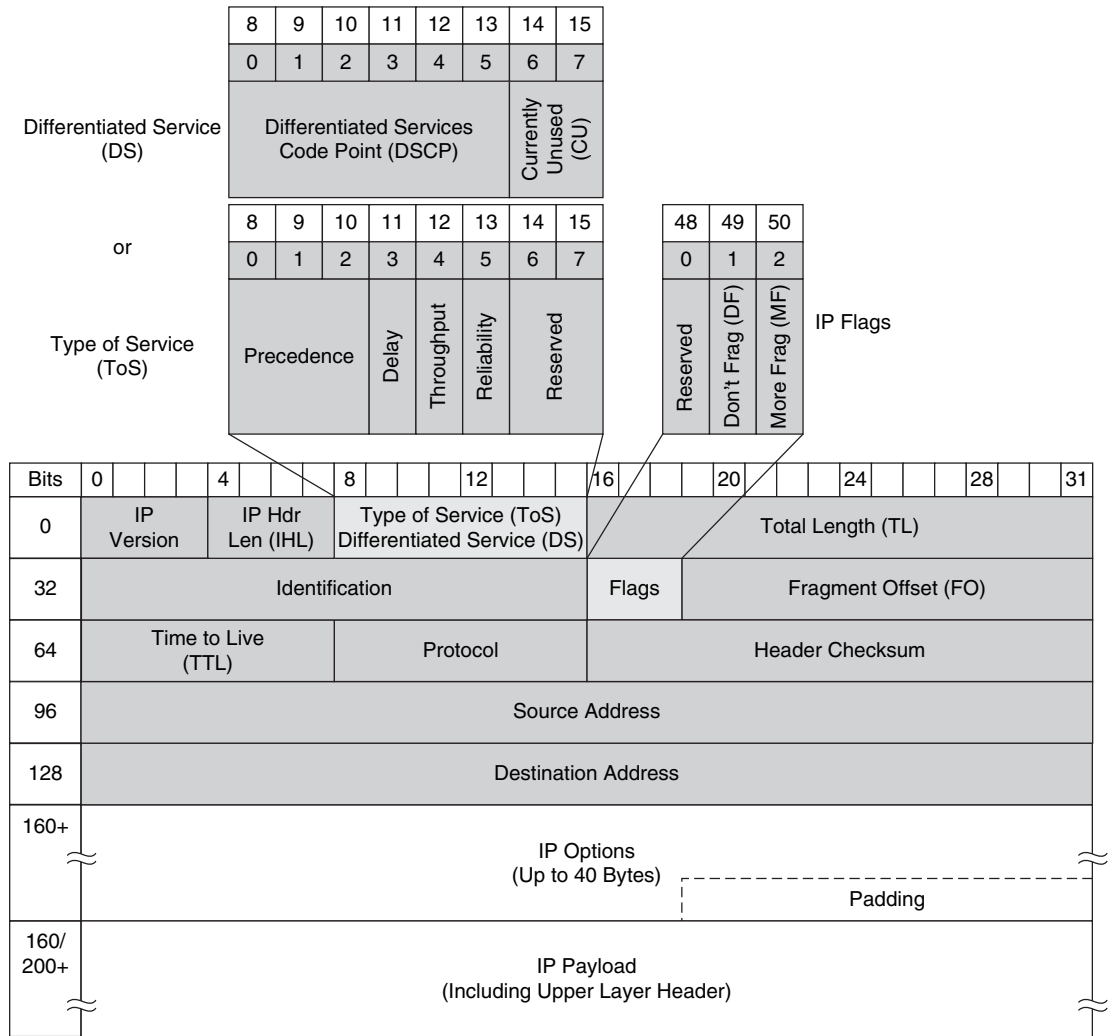 8 9 10 11 12 13 14 15
0 1 2 3 4 5 6 7
Differentiated Service
(DS)
Differentiated Services
Code Point (DSCP)
Currently
Unused
(CU)
or
8 9 10 11 12 13 14 15
0 1 2 3 4 5 6 7
Type of Service
(ToS)
Precedence
Delay
Throughput
Reliability
Reserved
48 49 50
0 1 2
Reserved
Don't Frag (DF)
More Frag (MF)
IP Flags
Bits 0 4 8 12 16 20 24 28 31
0
IP
Version
IP Hdr
Len (IHL)
Type of Service (ToS)
Differentiated Service (DS)
Total Length (TL)
32 Identification Flags Fragment Offset (FO)
64
Time to Live
(TTL)
Protocol
Header Checksum
96 Source Address
128 Destination Address
160+
IP Options
(Up to 40 Bytes)
Padding
160/
200+
IP Payload
(Including Upper Layer Header)